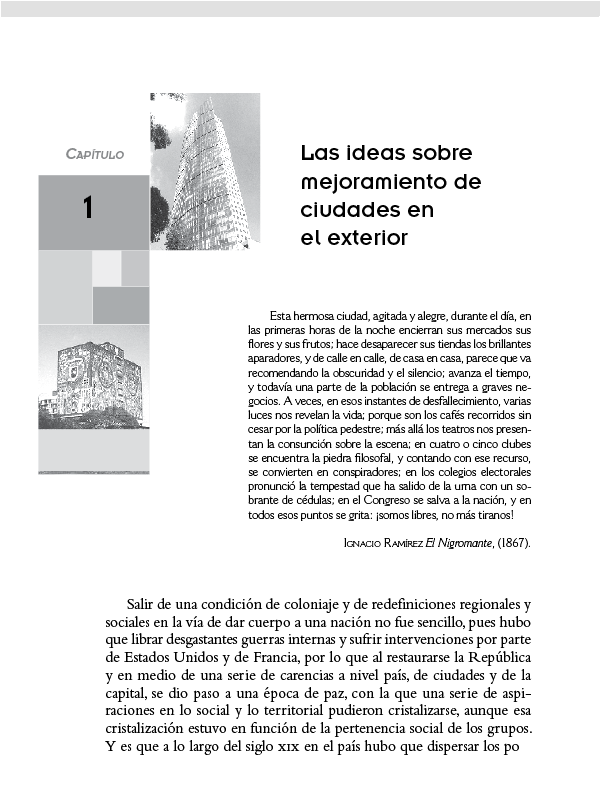 CAPÍTULO
1
Las ideas sobre
mejoramiento de
ciudades en
el exterior
Esta hermosa ciudad, agitada y alegre, durante el día, en
las primeras horas de la noche encierran sus mercados sus
flores y sus frutos; hace desaparecer sus tiendas los brillantes
aparadores, y de calle en calle, de casa en casa, parece que va
recomendando la obscuridad y el silencio; avanza el tiempo,
y todavía una parte de la población se entrega a graves ne-
gocios. A veces, en esos instantes de desfallecimiento, varias
luces nos revelan la vida; porque son los cafés recorridos sin
cesar por la política pedestre; más allá los teatros nos presen-
tan la consunción sobre la escena; en cuatro o cinco clubes
se encuentra la piedra filosofal, y contando con ese recurso,
se convierten en conspiradores; en los colegios electorales
pronunció la tempestad que ha salido de la urna con un so-
brante de cédulas; en el Congreso se salva a la nación, y en
todos esos puntos se grita: ¡somos libres, no más tiranos!
IGNACIO RAMÍREZ El Nigromante, (1867).
Salir de una condición de coloniaje y de redefiniciones regionales y
sociales en la vía de dar cuerpo a una nación no fue sencillo, pues hubo
que librar desgastantes guerras internas y sufrir intervenciones por parte
de Estados Unidos y de Francia, por lo que al restaurarse la República
y en medio de una serie de carencias a nivel país, de ciudades y de la
capital, se dio paso a una época de paz, con la que una serie de aspi-
raciones en lo social y lo territorial pudieron cristalizarse, aunque esa
cristalización estuvo en función de la pertenencia social de los grupos.
Y es que a lo largo del siglo XIX en el país hubo que dispersar los po